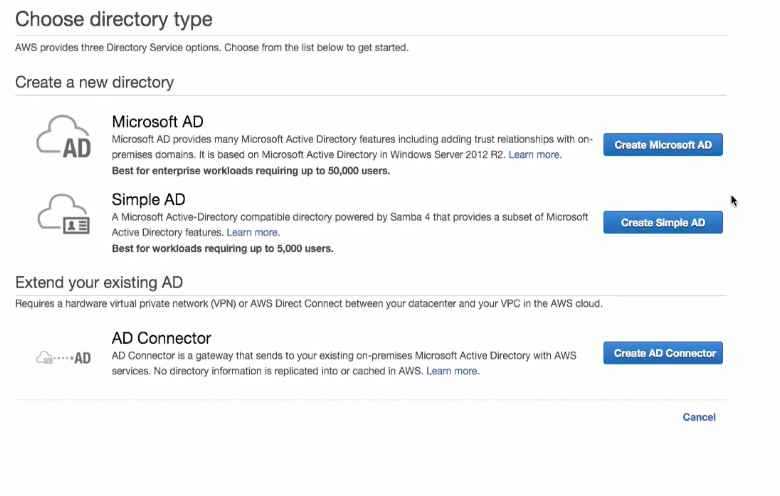 Choose directory type
AWS provides three Directory Service options. Choose from the list below to get started.
Create a new directory
AD
Microsoft AD
Microsoft AD provides many Microsoft Active Directory features including adding trust relationships with on-
premises domains. It is based on Microsoft Active Directory in Windows Server 2012 R2. Learn more.
Best for enterprise workloads requiring up to 50,000 users.
Create Microsoft AD
Simple AD
A Microsoft Active-Directory compatible directory powered by Samba 4 that provides a subset of Microsoft
Active Directory features. Learn more.
Best for workloads requiring up to 5,000 users.
Create Simple AD
Extend your existing AD
Requires a hardware virtual private network (VPN) or AWS Direct Connect between your datacenter and your VPC in the AWS cloud.
AD
AD Connector
AD Connector is a gateway that sends to your existing on-premises Microsoft Active Directory with AWS
services. No directory information is replicated into or cached in AWS. Learn more.
Create AD Connector
Cancel